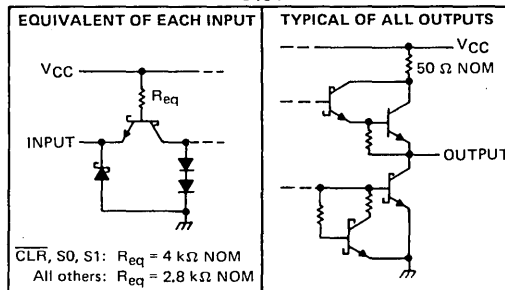 EQUIVALENT OF EACH INPUT
VCC
Req
INPUT
CLR, S0, S1: Req = 4 kΩ NOM
All others: Req = 2.8 kΩ NOM
TYPICAL OF ALL OUTPUTS
VCC
50 Ω NOM
OUTPUT